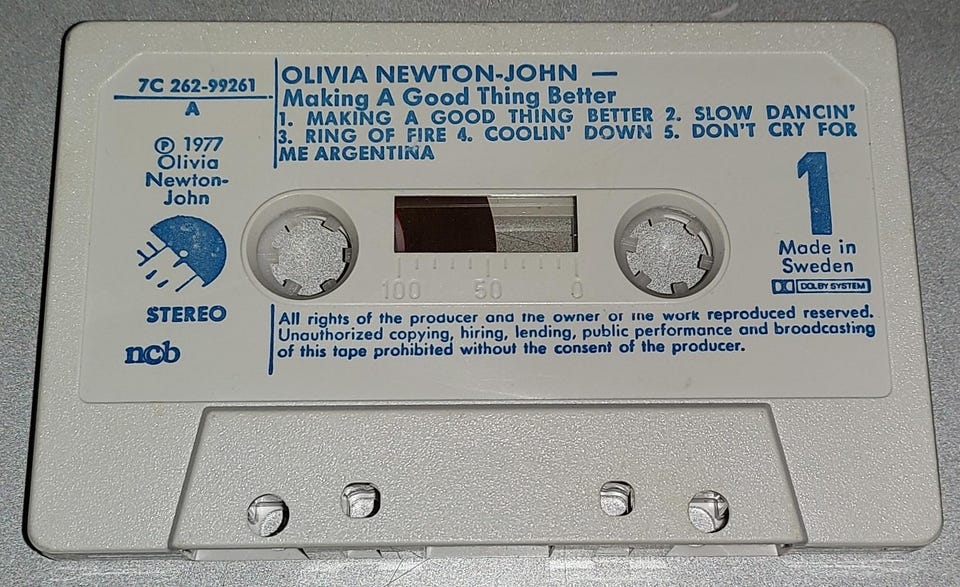 7C 262-99261
A
℗ 1977
Olivia
Newton-
John
STEREO
ncb
OLIVIA NEWTON-JOHN —
Making A Good Thing Better
1. MAKING A GOOD THING BETTER 2. SLOW DANCIN'
3. RING OF FIRE 4. COOLIN' DOWN 5. DON'T CRY FOR
ME ARGENTINA
1
Made in
Sweden
DOLBY SYSTEM
100 50 0
All rights of the producer and the owner of the work reproduced reserved.
Unauthorized copying, hiring, lending, public performance and broadcasting
of this tape prohibited without the consent of the producer.